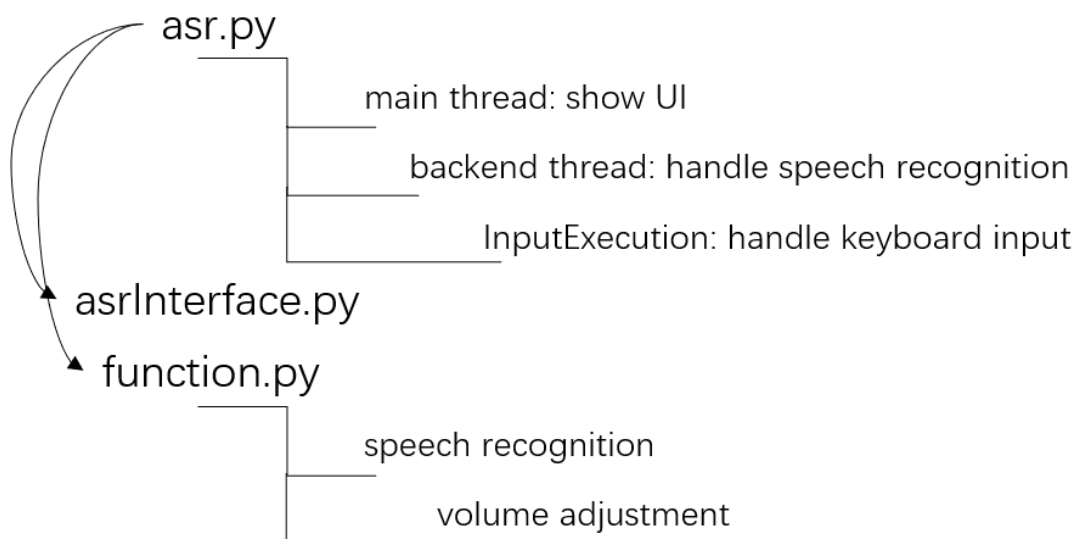 asr.py
main thread: show UI
backend thread: handle speech recognition
InputExecution: handle keyboard input
asrInterface.py
function.py
speech recognition
volume adjustment